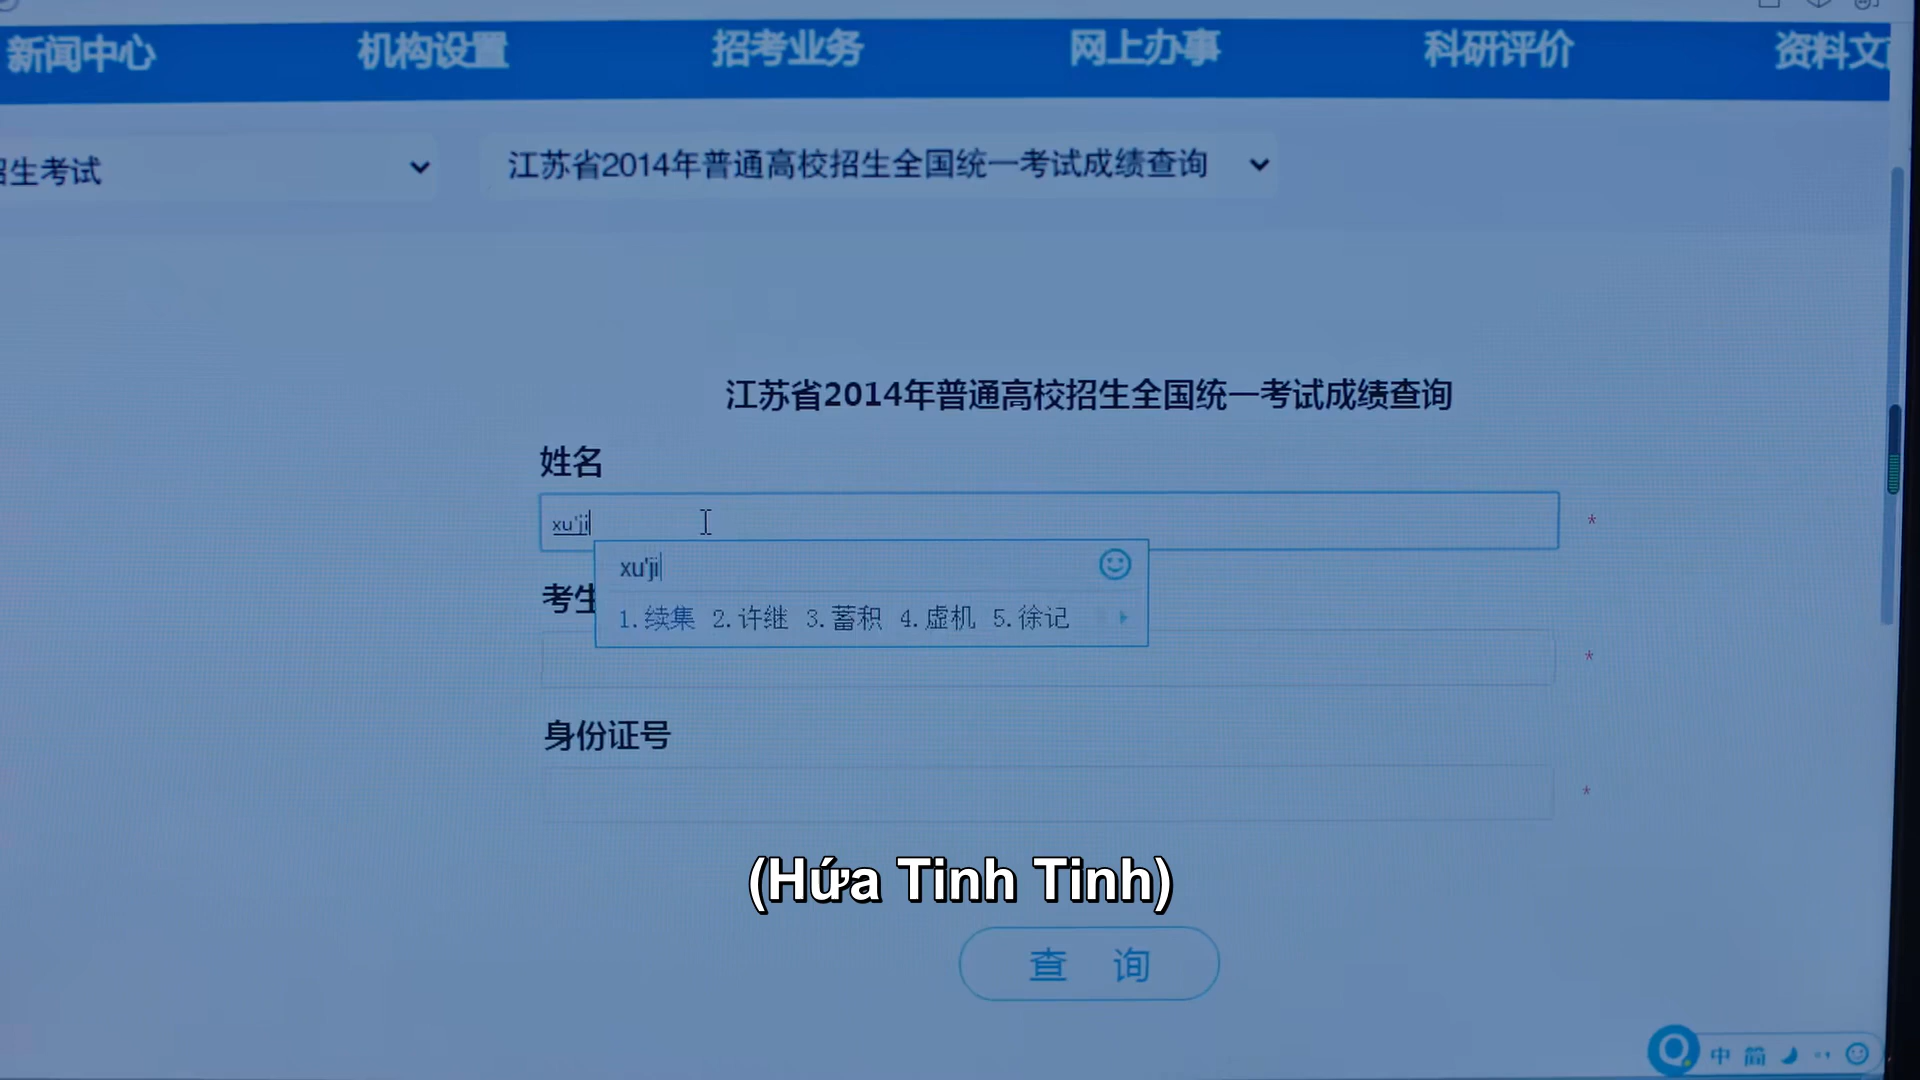 新闻中心 机构设置 招考业务 网上办事 科研评价 资料文
招生考试 江苏省2014年普通高校招生全国统一考试成绩查询
江苏省2014年普通高校招生全国统一考试成绩查询
姓名
xu'ji *
xu'ji
考生
1.续集 2.许继 3.蓄积 4.虚机 5.徐记
*
身份证号
*
(Hứa Tinh Tinh)
查 询
中 简